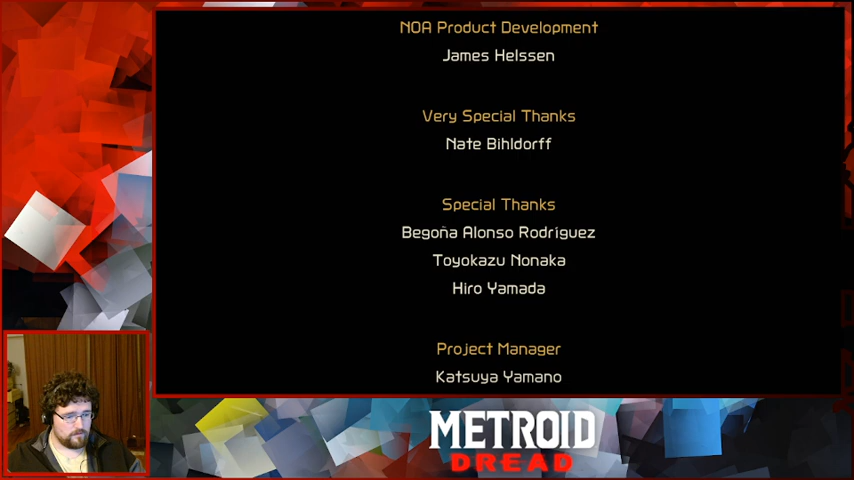 NOA Product Development
James Helssen
Very Special Thanks
Nate Bihldorff
Special Thanks
Begoña Alonso Rodríguez
Toyokazu Nonaka
Hiro Yamada
Project Manager
Katsuya Yamano
METROID
DREAD